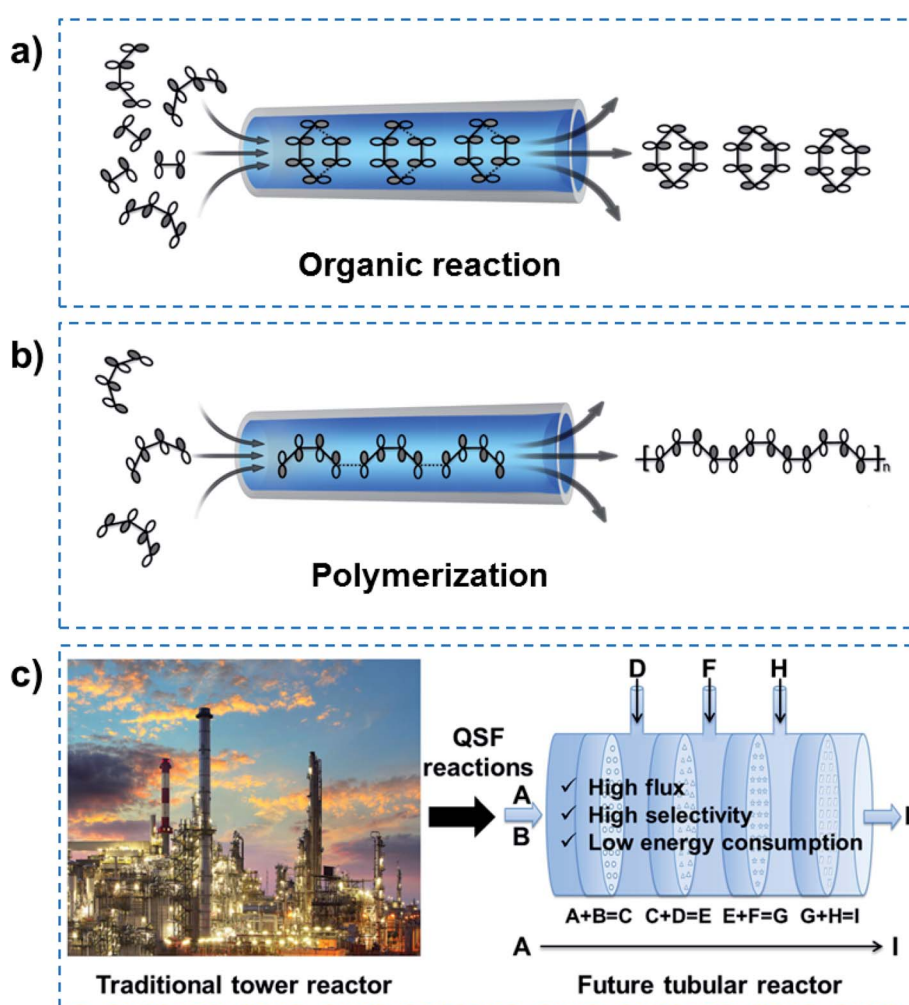 a)
Organic reaction
b)
[ ]n
Polymerization
c)
D F H
QSF
reactions
A
B
✓ High flux
✓ High selectivity
✓ Low energy consumption
I
A+B=C C+D=E E+F=G G+H=I
A I
Traditional tower reactor
Future tubular reactor